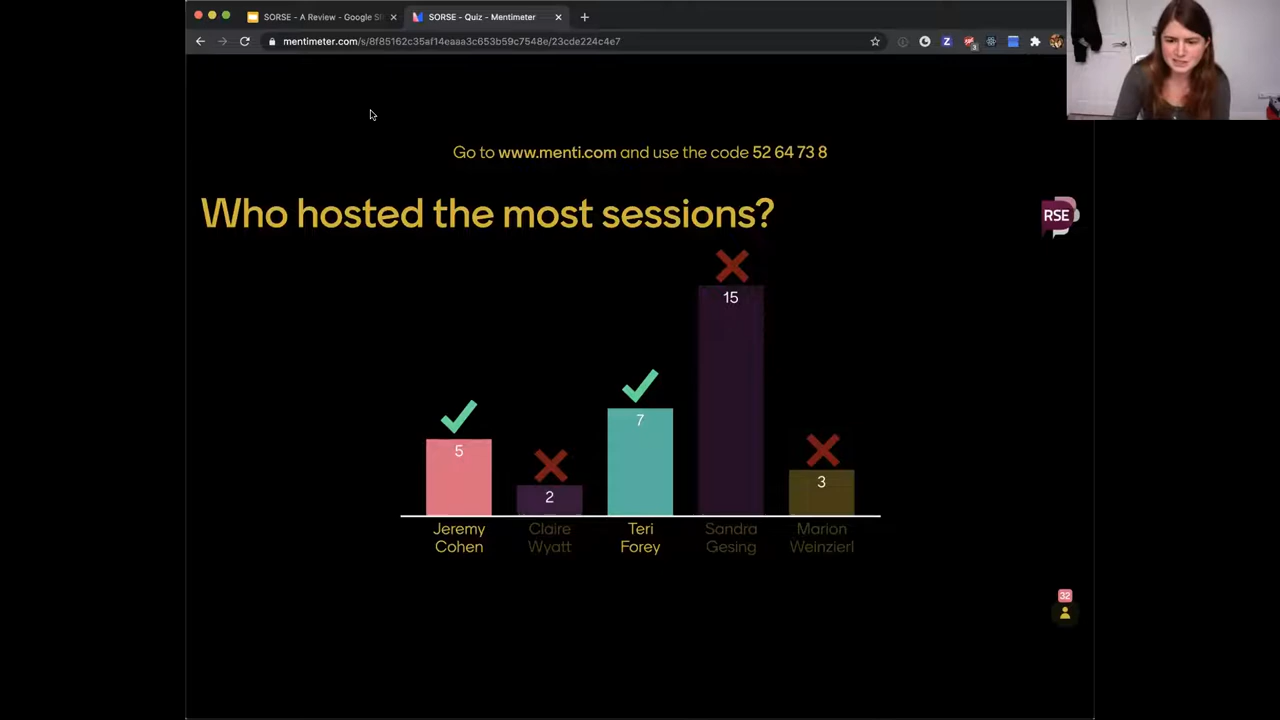 SORSE - A Review - Google Sl
SORSE - Quiz - Mentimeter
mentimeter.com/s/8f85162c35af14eaaa3c653b59c7548e/23cde224c4e7
Go to www.menti.com and use the code 52 64 73 8
Who hosted the most sessions?
RSE
15
7
5
3
2
Jeremy Cohen
Claire Wyatt
Teri Forey
Sandra Gesing
Marion Weinzierl
32